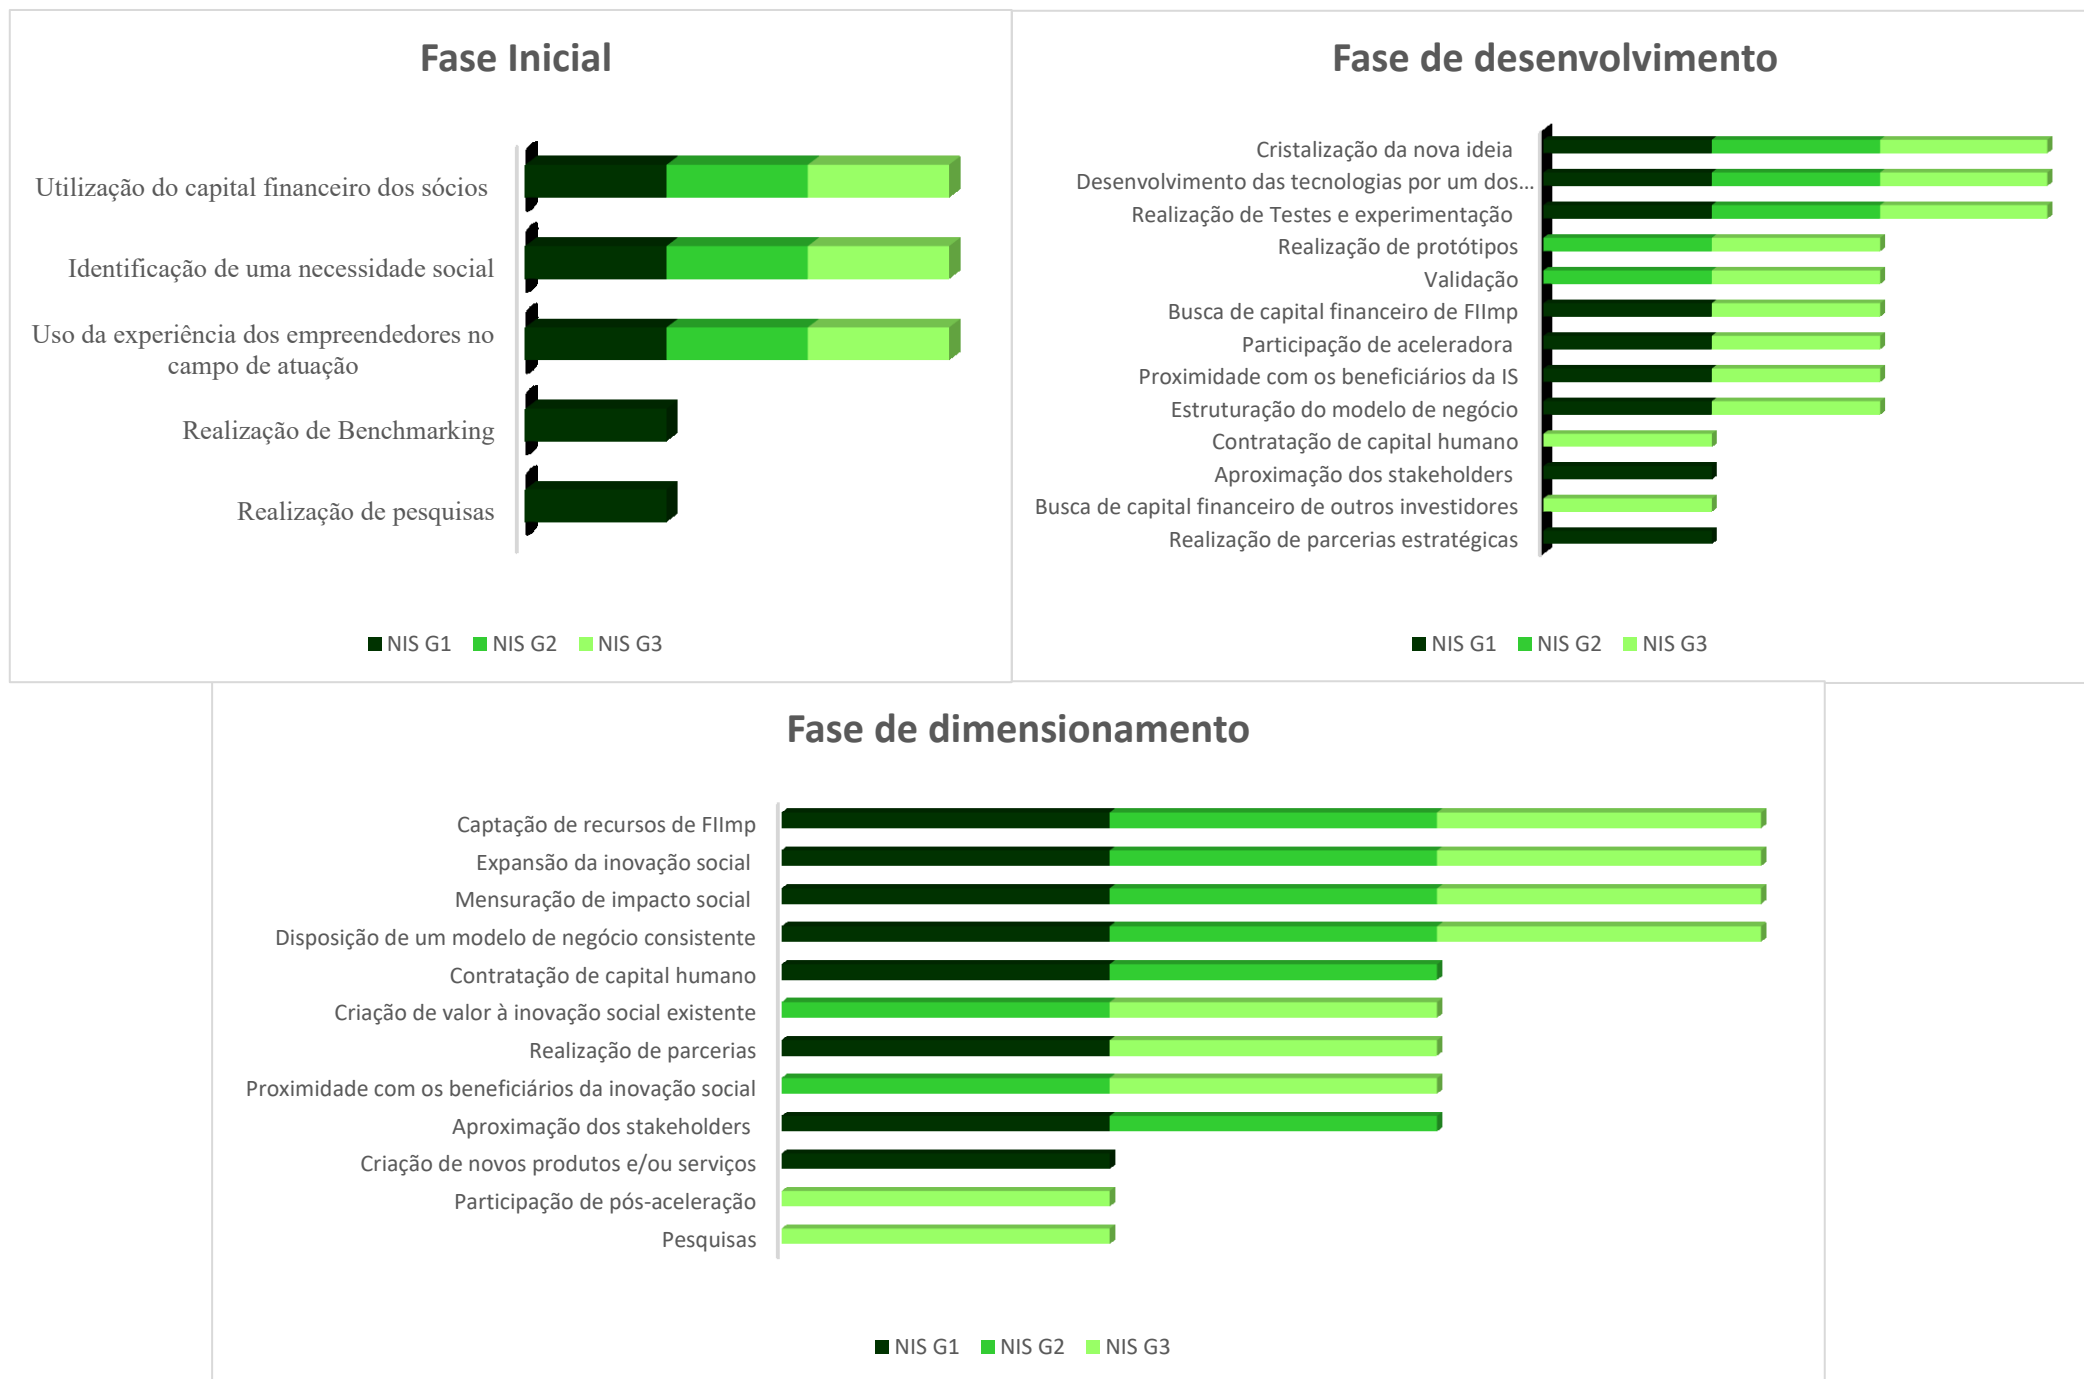 Fase Inicial
Utilização do capital financeiro dos sócios
Identificação de uma necessidade social
Uso da experiência dos empreendedores no
campo de atuação
Realização de Benchmarking
Realização de pesquisas
NIS G1 NIS G2 NIS G3
Fase de desenvolvimento
Cristalização da nova ideia
Desenvolvimento das tecnologias por um dos...
Realização de Testes e experimentação
Realização de protótipos
Validação
Busca de capital financeiro de FIImp
Participação de aceleradora
Proximidade com os beneficiários da IS
Estruturação do modelo de negócio
Contratação de capital humano
Aproximação dos stakeholders
Busca de capital financeiro de outros investidores
Realização de parcerias estratégicas
NIS G1 NIS G2 NIS G3
Fase de dimensionamento
Captação de recursos de FIImp
Expansão da inovação social
Mensuração de impacto social
Disposição de um modelo de negócio consistente
Contratação de capital humano
Criação de valor à inovação social existente
Realização de parcerias
Proximidade com os beneficiários da inovação social
Aproximação dos stakeholders
Criação de novos produtos e/ou serviços
Participação de pós-aceleração
Pesquisas
NIS G1 NIS G2 NIS G3